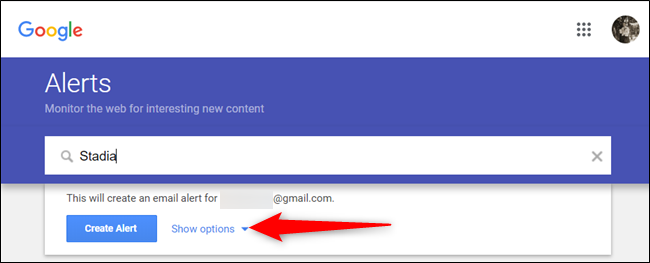 Google
Alerts
Monitor the web for interesting new content
Stadia
This will create an email alert for @gmail.com.
Create Alert Show options